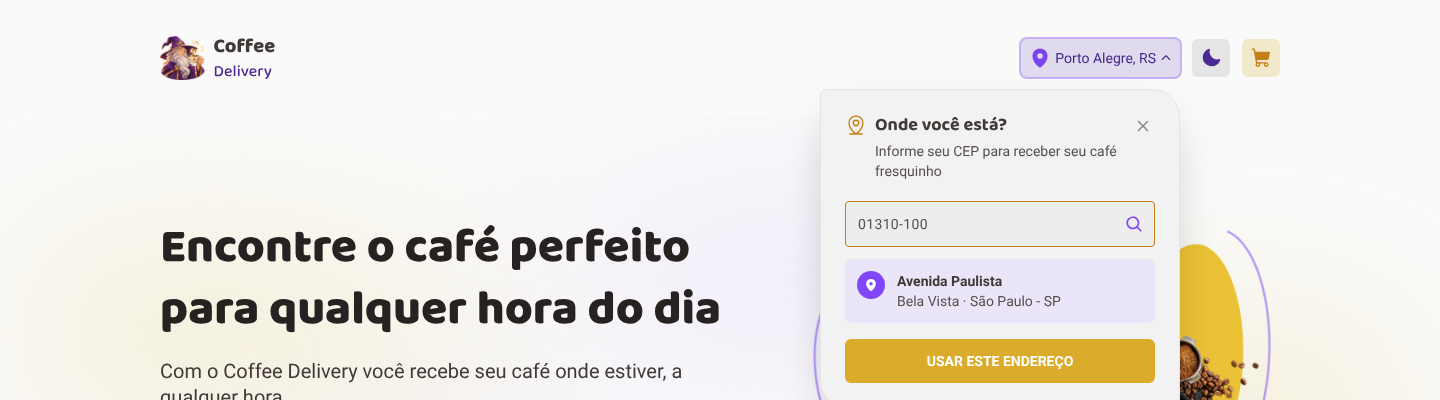 Coffee
Delivery
Porto Alegre, RS
Onde você está?
Informe seu CEP para receber seu café
fresquinho
01310-100
Avenida Paulista
Bela Vista · São Paulo - SP
USAR ESTE ENDEREÇO
Encontre o café perfeito
para qualquer hora do dia
Com o Coffee Delivery você recebe seu café onde estiver, a
qualquer hora